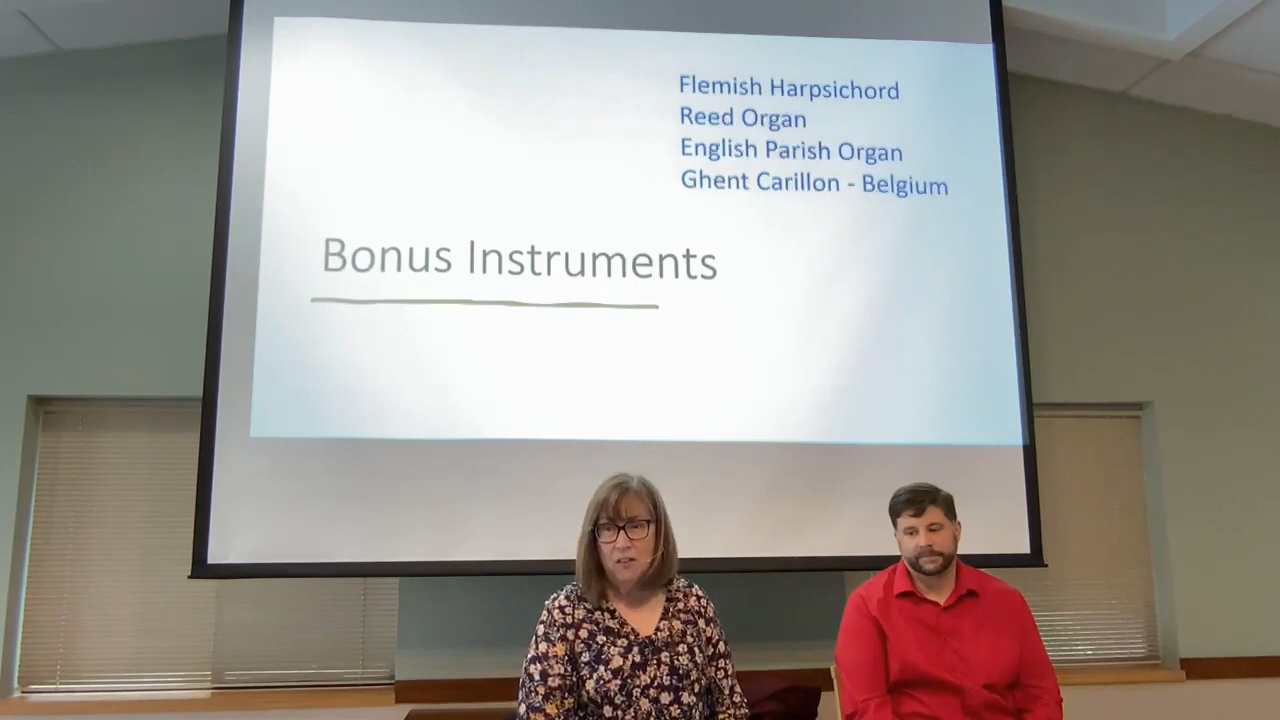 Flemish Harpsichord
Reed Organ
English Parish Organ
Ghent Carillon - Belgium
Bonus Instruments